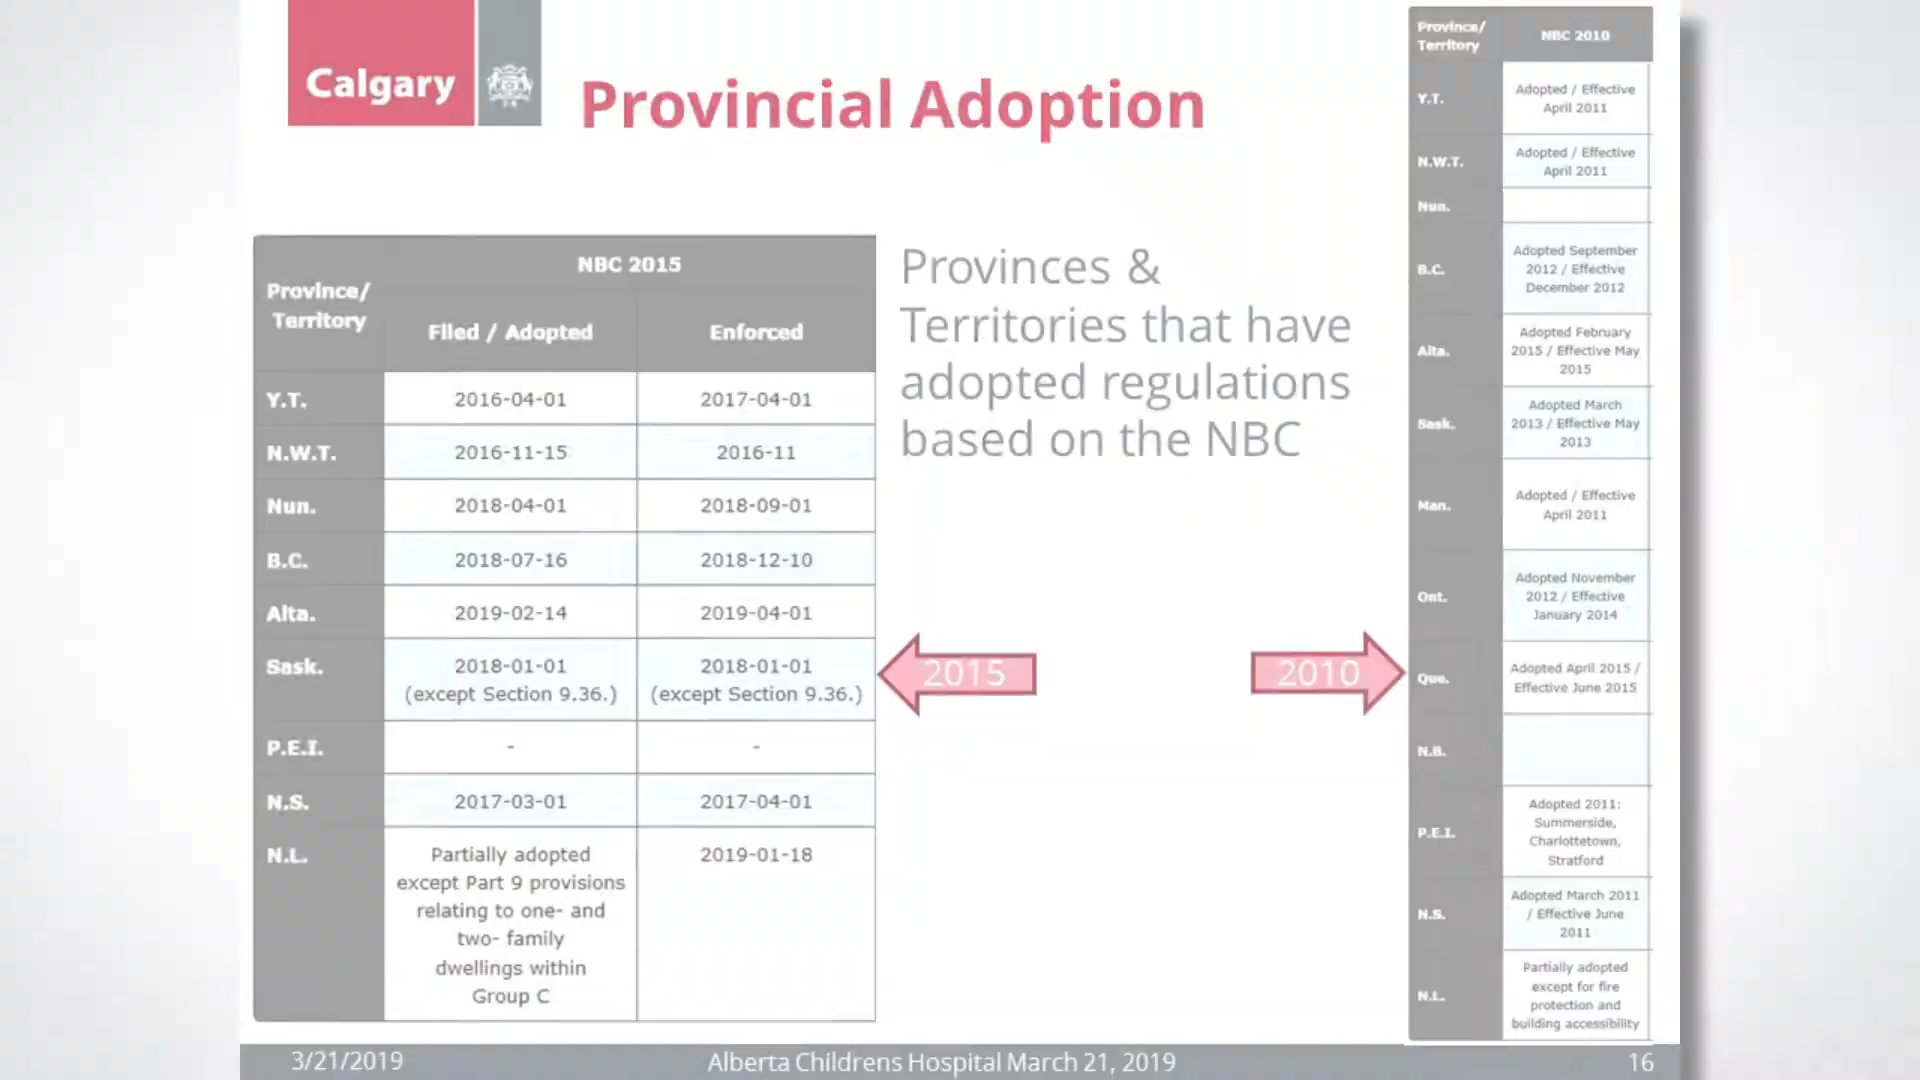 Calgary
Provincial Adoption
Province/
Territory
NBC 2015
Filed / Adopted
Enforced
Y.T.
2016-04-01
2017-04-01
N.W.T.
2016-11-15
2016-11
Nun.
2018-04-01
2018-09-01
B.C.
2018-07-16
2018-12-10
Alta.
2019-02-14
2019-04-01
Sask.
2018-01-01
(except Section 9.36.)
2018-01-01
(except Section 9.36.)
P.E.I.
-
-
N.S.
2017-03-01
2017-04-01
N.L.
Partially adopted
except Part 9 provisions
relating to one- and
two- family
dwellings within
Group C
2019-01-18
Provinces &
Territories that have
adopted regulations
based on the NBC
2015
2010
Province/
Territory
NBC 2010
Y.T.
Adopted / Effective
April 2011
N.W.T.
Adopted / Effective
April 2011
Nun.
B.C.
Adopted September
2012 / Effective
December 2012
Alta.
Adopted February
2015 / Effective May
2015
Sask.
Adopted March
2013 / Effective May
2013
Man.
Adopted / Effective
April 2011
Ont.
Adopted November
2012 / Effective
January 2014
Que.
Adopted April 2015 /
Effective June 2015
N.B.
P.E.I.
Adopted 2011:
Summerside,
Charlottetown,
Stratford
N.S.
Adopted March 2011
/ Effective June
2011
N.L.
Partially adopted
except for fire
protection and
building accessibility
3/21/2019
Alberta Childrens Hospital March 21, 2019
16